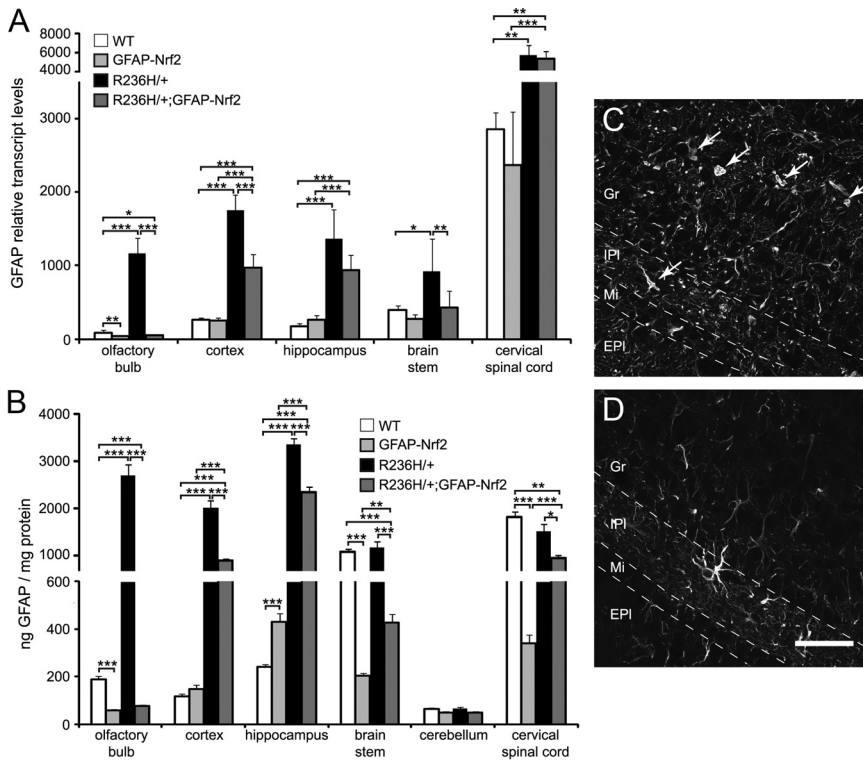 A
GFAP relative transcript levels
8000
6000
4000
3000
2000
1000
0
WT
GFAP-Nrf2
R236H/+
R236H/+;GFAP-Nrf2
*
***
***
**
***
***
***
***
***
***
***
*
**
**
***
**
olfactory bulb
cortex
hippocampus
brain stem
cervical spinal cord
B
ng GFAP / mg protein
4000
3000
2000
1000
600
400
200
0
WT
GFAP-Nrf2
R236H/+
R236H/+;GFAP-Nrf2
***
***
***
***
***
***
***
***
***
***
***
***
***
**
***
***
***
**
***
***
*
olfactory bulb
cortex
hippocampus
brain stem
cerebellum
cervical spinal cord
C
Gr
IPl
Mi
EPl
D
Gr
IPl
Mi
EPl